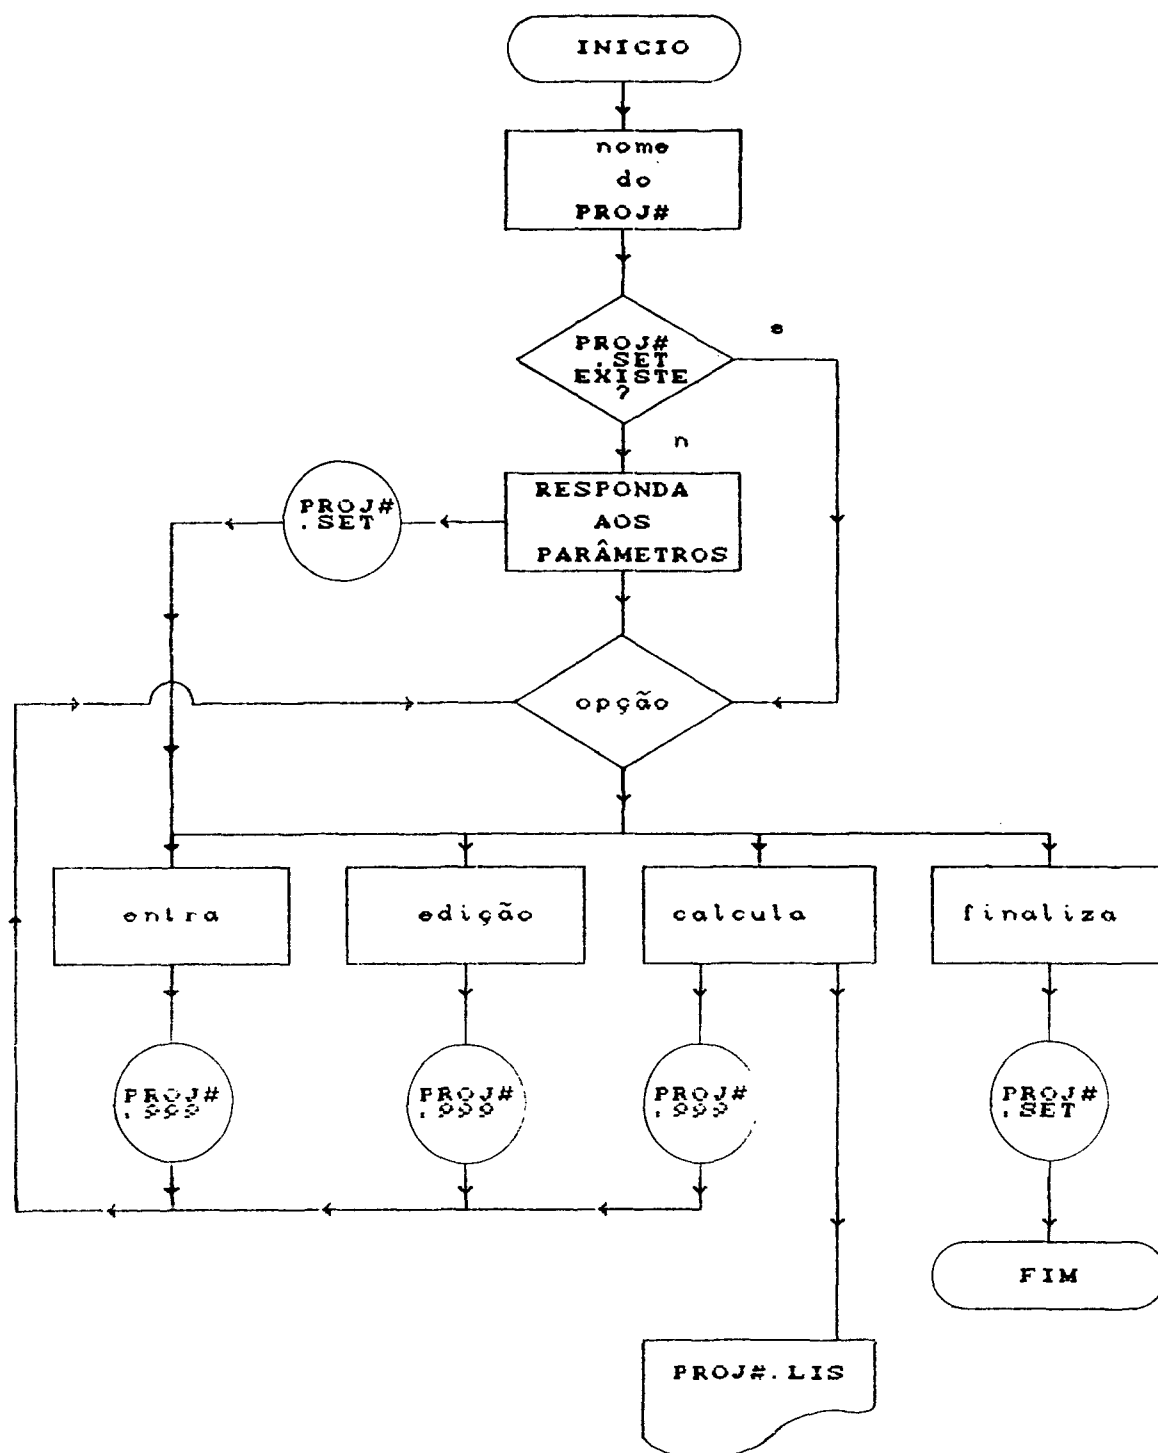 INICIO
nome
do
PROJ#
PROJ#
.SET
EXISTE
?
s
n
RESPONDA
AOS
PARÂMETROS
PROJ#
.SET
opção
entra
edição
calcula
finaliza
PROJ#
.999
PROJ#
.999
PROJ#
.999
PROJ#
.SET
FIM
PROJ#.LIS